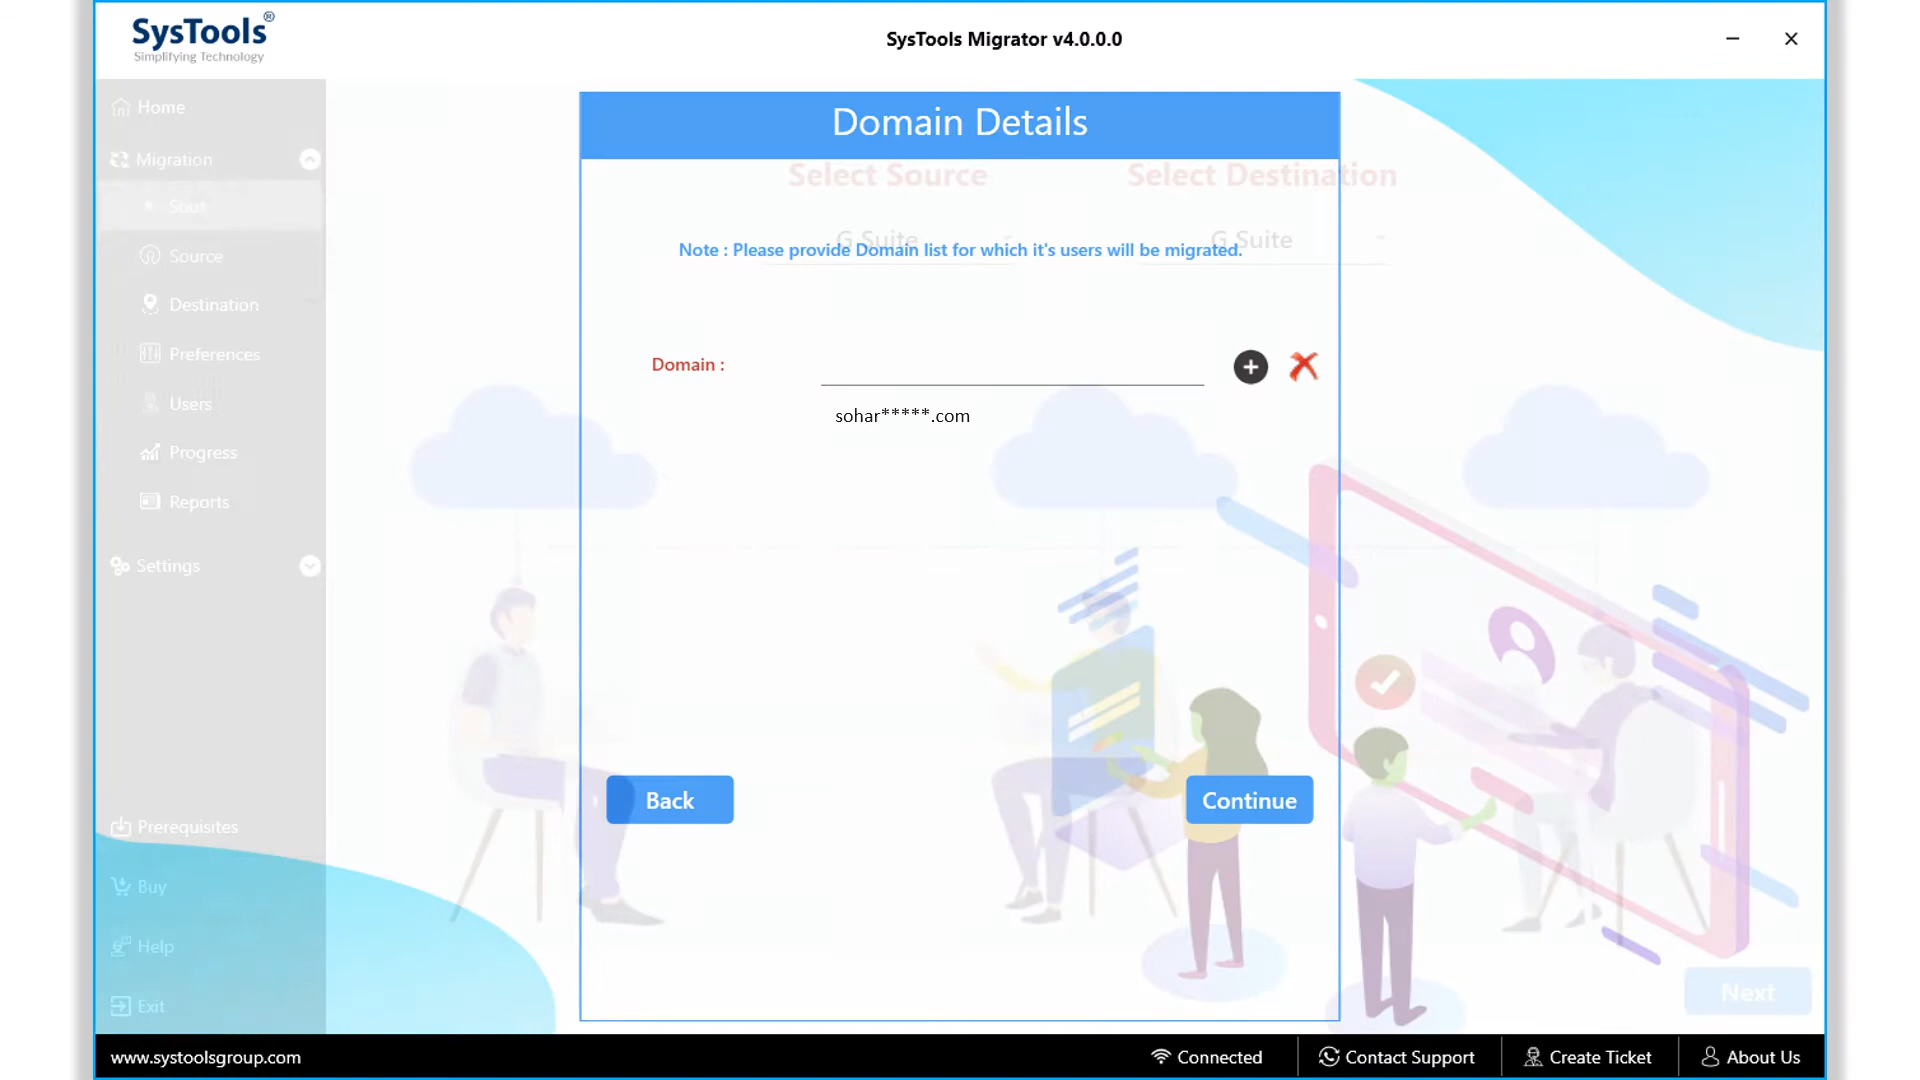 SysTools®
Simplifying Technology
SysTools Migrator v4.0.0.0
Home
Migration
Source
Destination
Preferences
Users
Progress
Reports
Settings
Prerequisites
Buy
Help
Exit
Domain Details
Select Source
Select Destination
G Suite
G Suite
Note : Please provide Domain list for which it's users will be migrated.
Domain :
sohar*****.com
Back
Continue
Next
www.systoolsgroup.com
Connected
Contact Support
Create Ticket
About Us